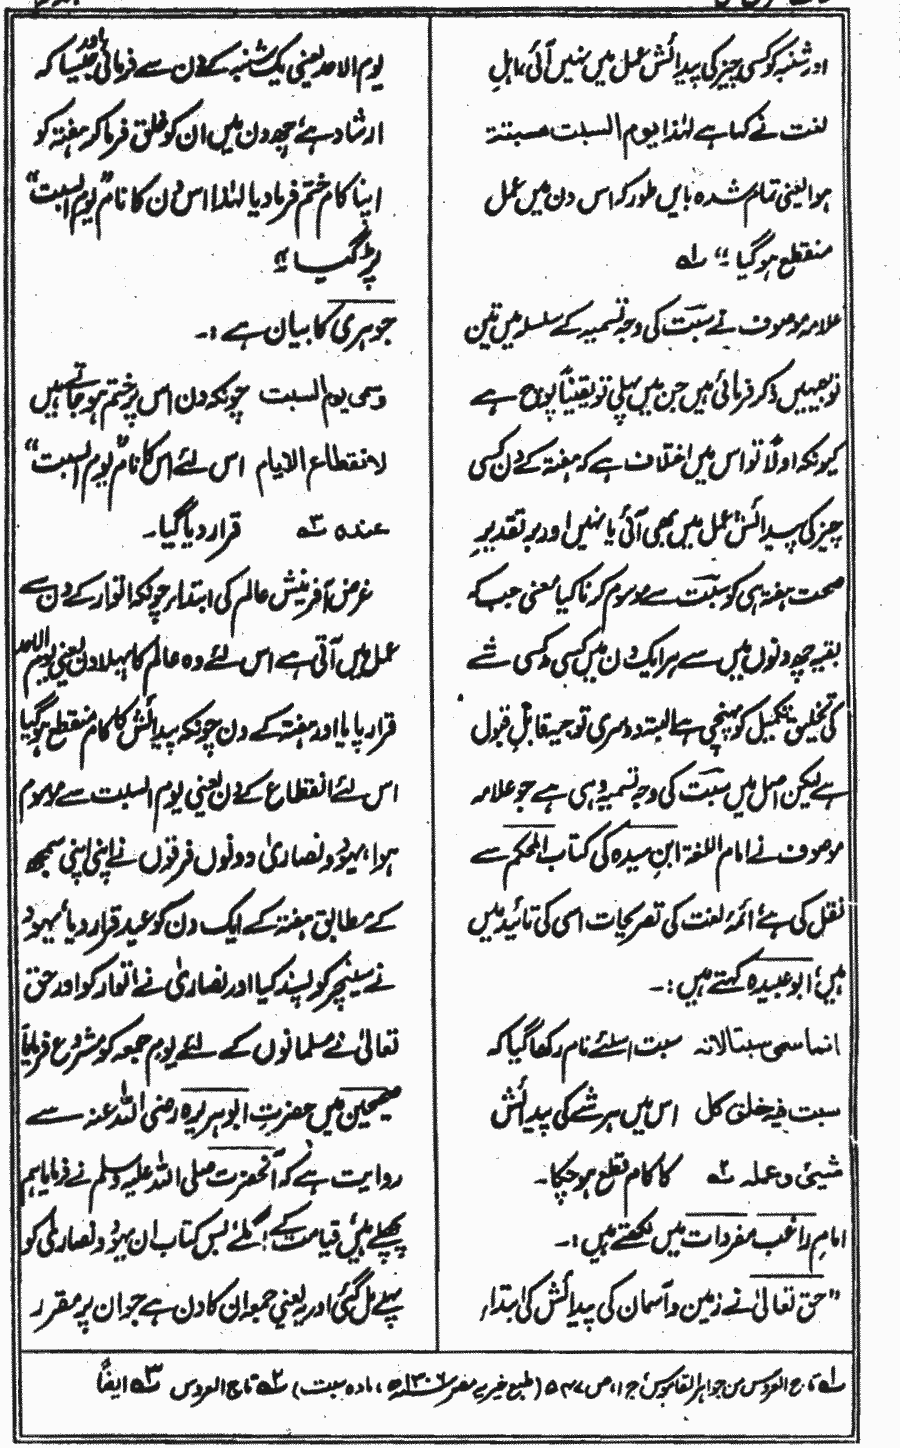 اور شنبہ کو کسی چیز کی پیدائش عمل میں نہیں آئی، اہلِ
لغت نے کہا ہے لہٰذا یوم السبت مسبتتہ
ہوا یعنی تمام شدہ بایں طور کہ اس دن میں عمل
منقطع ہوگیا“ لہ
علامہ موصوف نے سبت کی وجہ تسمیہ کے سلسلہ میں تین
توجیہیں ذکر فرمائی ہیں جن میں پہلی تو یقیناً پوچ ہے
کیونکہ اولاً تو اس میں اختلاف ہے کہ ہفتہ کے دن کسی
چیز کی پیدائش عمل میں بھی آئی یا نہیں اور بر تقدیرِ
صحت ہفتہ ہی کو سبت سے موسوم کرنا کیا معنی جب کہ
بقیہ چھ دنوں میں سے ہر ایک دن میں کسی نہ کسی شے
کی تخلیق تکمیل کو پہنچی ہے البتہ دوسری توجیہ قابلِ قبول
ہے لیکن اصل میں سبت کی وجہ تسمیہ وہی ہے جو علامہ
موصوف نے امام اللغۃ ابنِ سیدہ کی کتاب المحکم سے
نقل کی ہے، ائمۂ لغت کی تصریحات اسی کی تائید میں
ہیں، ابو عبیدہ کہتے ہیں :۔
انما سمی سبتا لانہ سبت اسلئے نام رکھا گیا کہ
سبت فیہ خلق کل اس میں ہر شے کی پیدائش
شیئ وعملہ ٢ہ کا کام قطع ہو چکا۔
امام راغب مفردات میں لکھتے ہیں :۔
”حق تعالیٰ نے زمین و آسمان کی پیدائش کی ابتداء
یوم الاحد یعنی یک شنبہ کے دن سے فرمائی اور جیسا کہ
ارشاد ہے، چھ دن میں ان کو خلق فرما کر ہفتہ کو
اپنا کام ختم فرما دیا لہٰذا اس دن کا نام ”یوم السبت“
پڑ گیا“
جوہری کا بیان ہے :۔
وسمی یوم السبت چونکہ دن اس پر ختم ہو جاتے ہیں
لانقطاع الایام اس لئے اس کا نام ”یوم السبت“
عندہ ٣ہ قرار دیا گیا۔
غرض آفرینش عالم کی ابتداء چونکہ اتوار کے دن سے
عمل میں آتی ہے اس لئے وہ عالم کا پہلا دن یعنی یوم الاحد
قرار پایا اور ہفتہ کے دن چونکہ پیدائش کا کام منقطع ہوگیا
اس لئے انقطاع کے دن یعنی یوم السبت سے موسوم
ہوا، یہود و نصاریٰ دونوں فرقوں نے اپنی اپنی سمجھ
کے مطابق ہفتہ کے ایک دن کو عید قرار دیا، یہود
نے سنیچر کو پسند کیا اور نصاریٰ نے اتوار کو اور حق
تعالیٰ نے مسلمانوں کے لئے یوم جمعہ کو مشروع فرمایا
صحیحین میں حضرت ابوہریرہ رضی اللہ عنہ سے
روایت ہے کہ آنحضرت صلی اللہ علیہ وسلم نے فرمایا ہم
پچھلے ہیں، قیامت کے اگلے، بس کتاب ان یہود و نصاریٰ کو
پہلے مل گئی اور یہ یعنی جمعہ ان کا دن ہے جو ان پر مقرر
لہ تاج العروس من جواہر القاموس ج ١، ص ٥٤٧ (طبع خیریہ مصر ١٣٠٦ھ، مادہ سبت) ٢ہ تاج العروس ٣ہ ایضاً